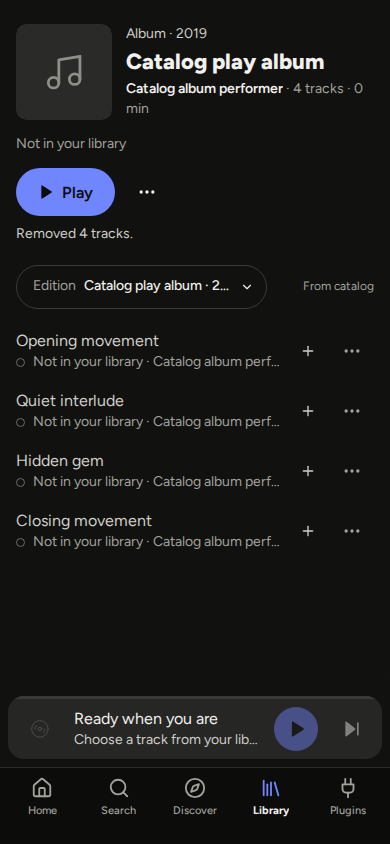 Album · 2019
Catalog play album
Catalog album performer · 4 tracks · 0
min
Not in your library
Play
Removed 4 tracks.
Edition Catalog play album · 2...
From catalog
Opening movement
Not in your library · Catalog album perf...
Quiet interlude
Not in your library · Catalog album perf...
Hidden gem
Not in your library · Catalog album perf...
Closing movement
Not in your library · Catalog album perf...
Ready when you are
Choose a track from your lib...
Home Search Discover Library Plugins